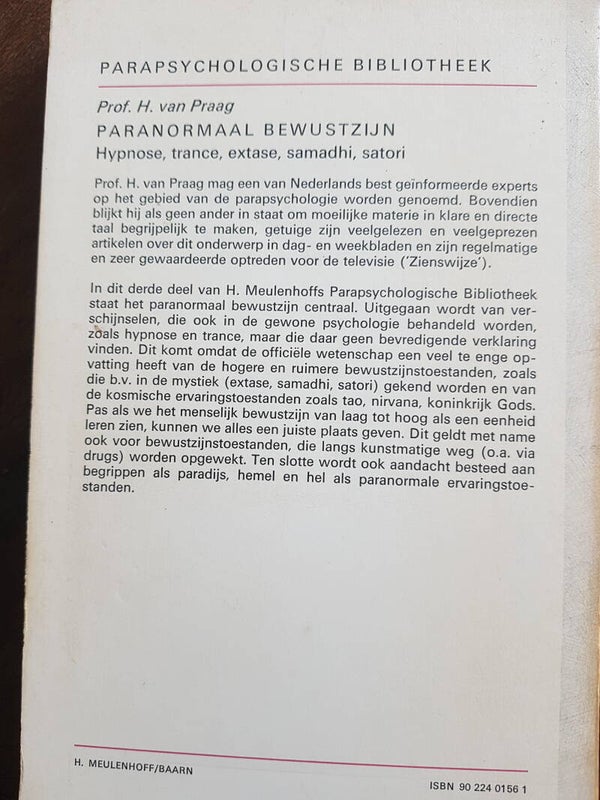 PARAPSYCHOLOGISCHE BIBLIOTHEEK
Prof. H. van Praag
PARANORMAAL BEWUSTZIJN
Hypnose, trance, extase, samadhi, satori
Prof. H. van Praag mag een van Nederlands best geïnformeerde experts
op het gebied van de parapsychologie worden genoemd. Bovendien
blijkt hij als geen ander in staat om moeilijke materie in klare en directe
taal begrijpelijk te maken, getuige zijn veelgelezen en veelgeprezen
artikelen over dit onderwerp in dag- en weekbladen en zijn regelmatige
en zeer gewaardeerde optreden voor de televisie (‘Zienswijze’).
In dit derde deel van H. Meulenhoffs Parapsychologische Bibliotheek
staat het paranormaal bewustzijn centraal. Uitgegaan wordt van ver-
schijnselen, die ook in de gewone psychologie behandeld worden,
zoals hypnose en trance, maar die daar geen bevredigende verklaring
vinden. Dit komt omdat de officiële wetenschap een veel te enge op-
vatting heeft van de hogere en ruimere bewustzijnstoestanden, zoals
die b.v. in de mystiek (extase, samadhi, satori) gekend worden en van
de kosmische ervaringstoestanden zoals tao, nirvana, koninkrijk Gods.
Pas als we het menselijk bewustzijn van laag tot hoog als een eenheid
leren zien, kunnen we alles een juiste plaats geven. Dit geldt met name
ook voor bewustzijnstoestanden, die langs kunstmatige weg (o.a. via
drugs) worden opgewekt. Ten slotte wordt ook aandacht besteed aan
begrippen als paradijs, hemel en hel als paranormale ervaringstoe-
standen.
H. MEULENHOFF/BAARN
ISBN 90 224 0156 1